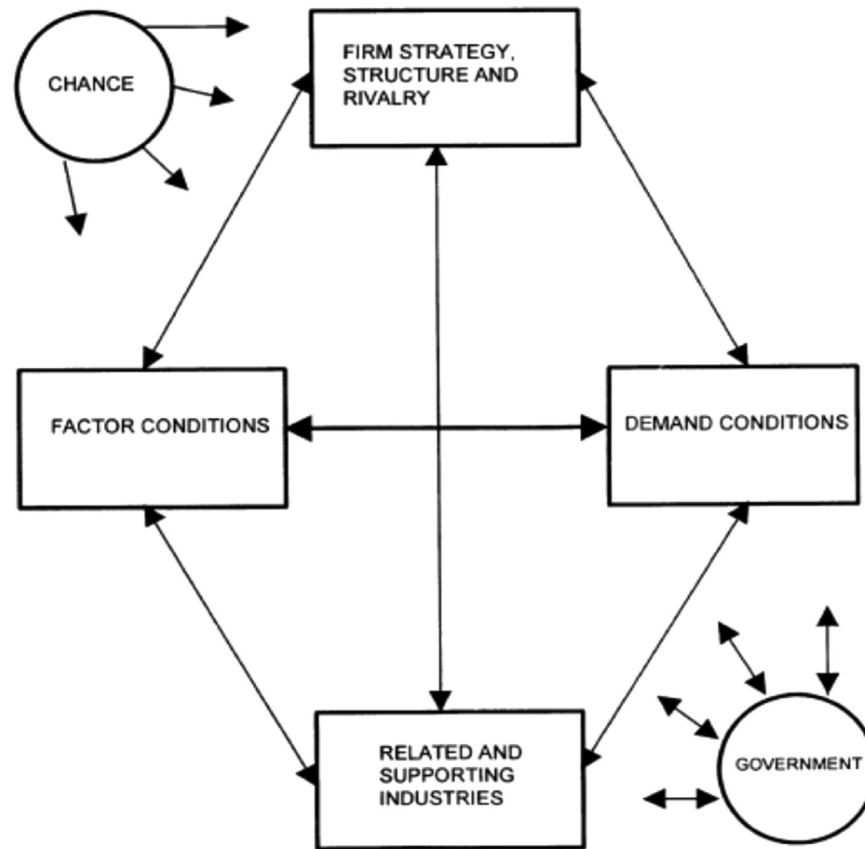 CHANCE
FIRM STRATEGY,
STRUCTURE AND
RIVALRY
FACTOR CONDITIONS
DEMAND CONDITIONS
RELATED AND
SUPPORTING
INDUSTRIES
GOVERNMENT